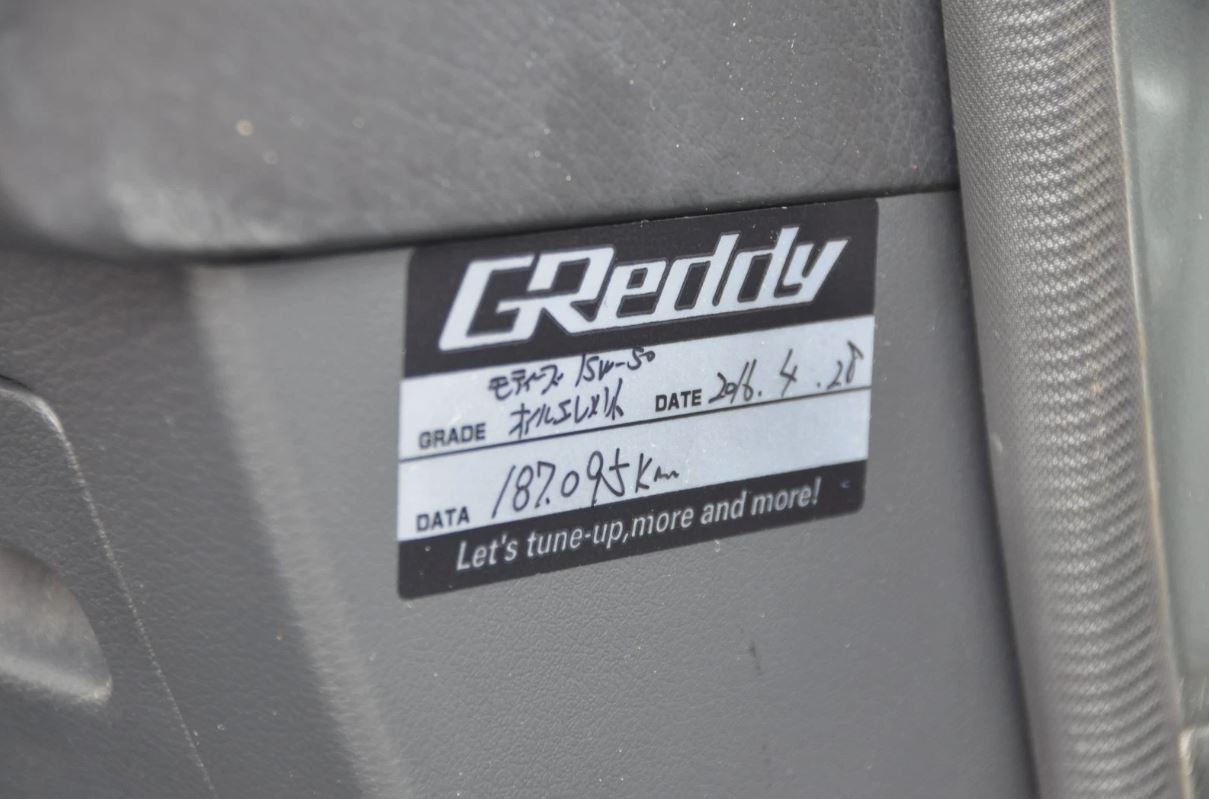 GReddy
モティーズ 15W-50
GRADE オイルエレメント DATE 2016.4.28
DATA 187.095Km
Let's tune-up,more and more!